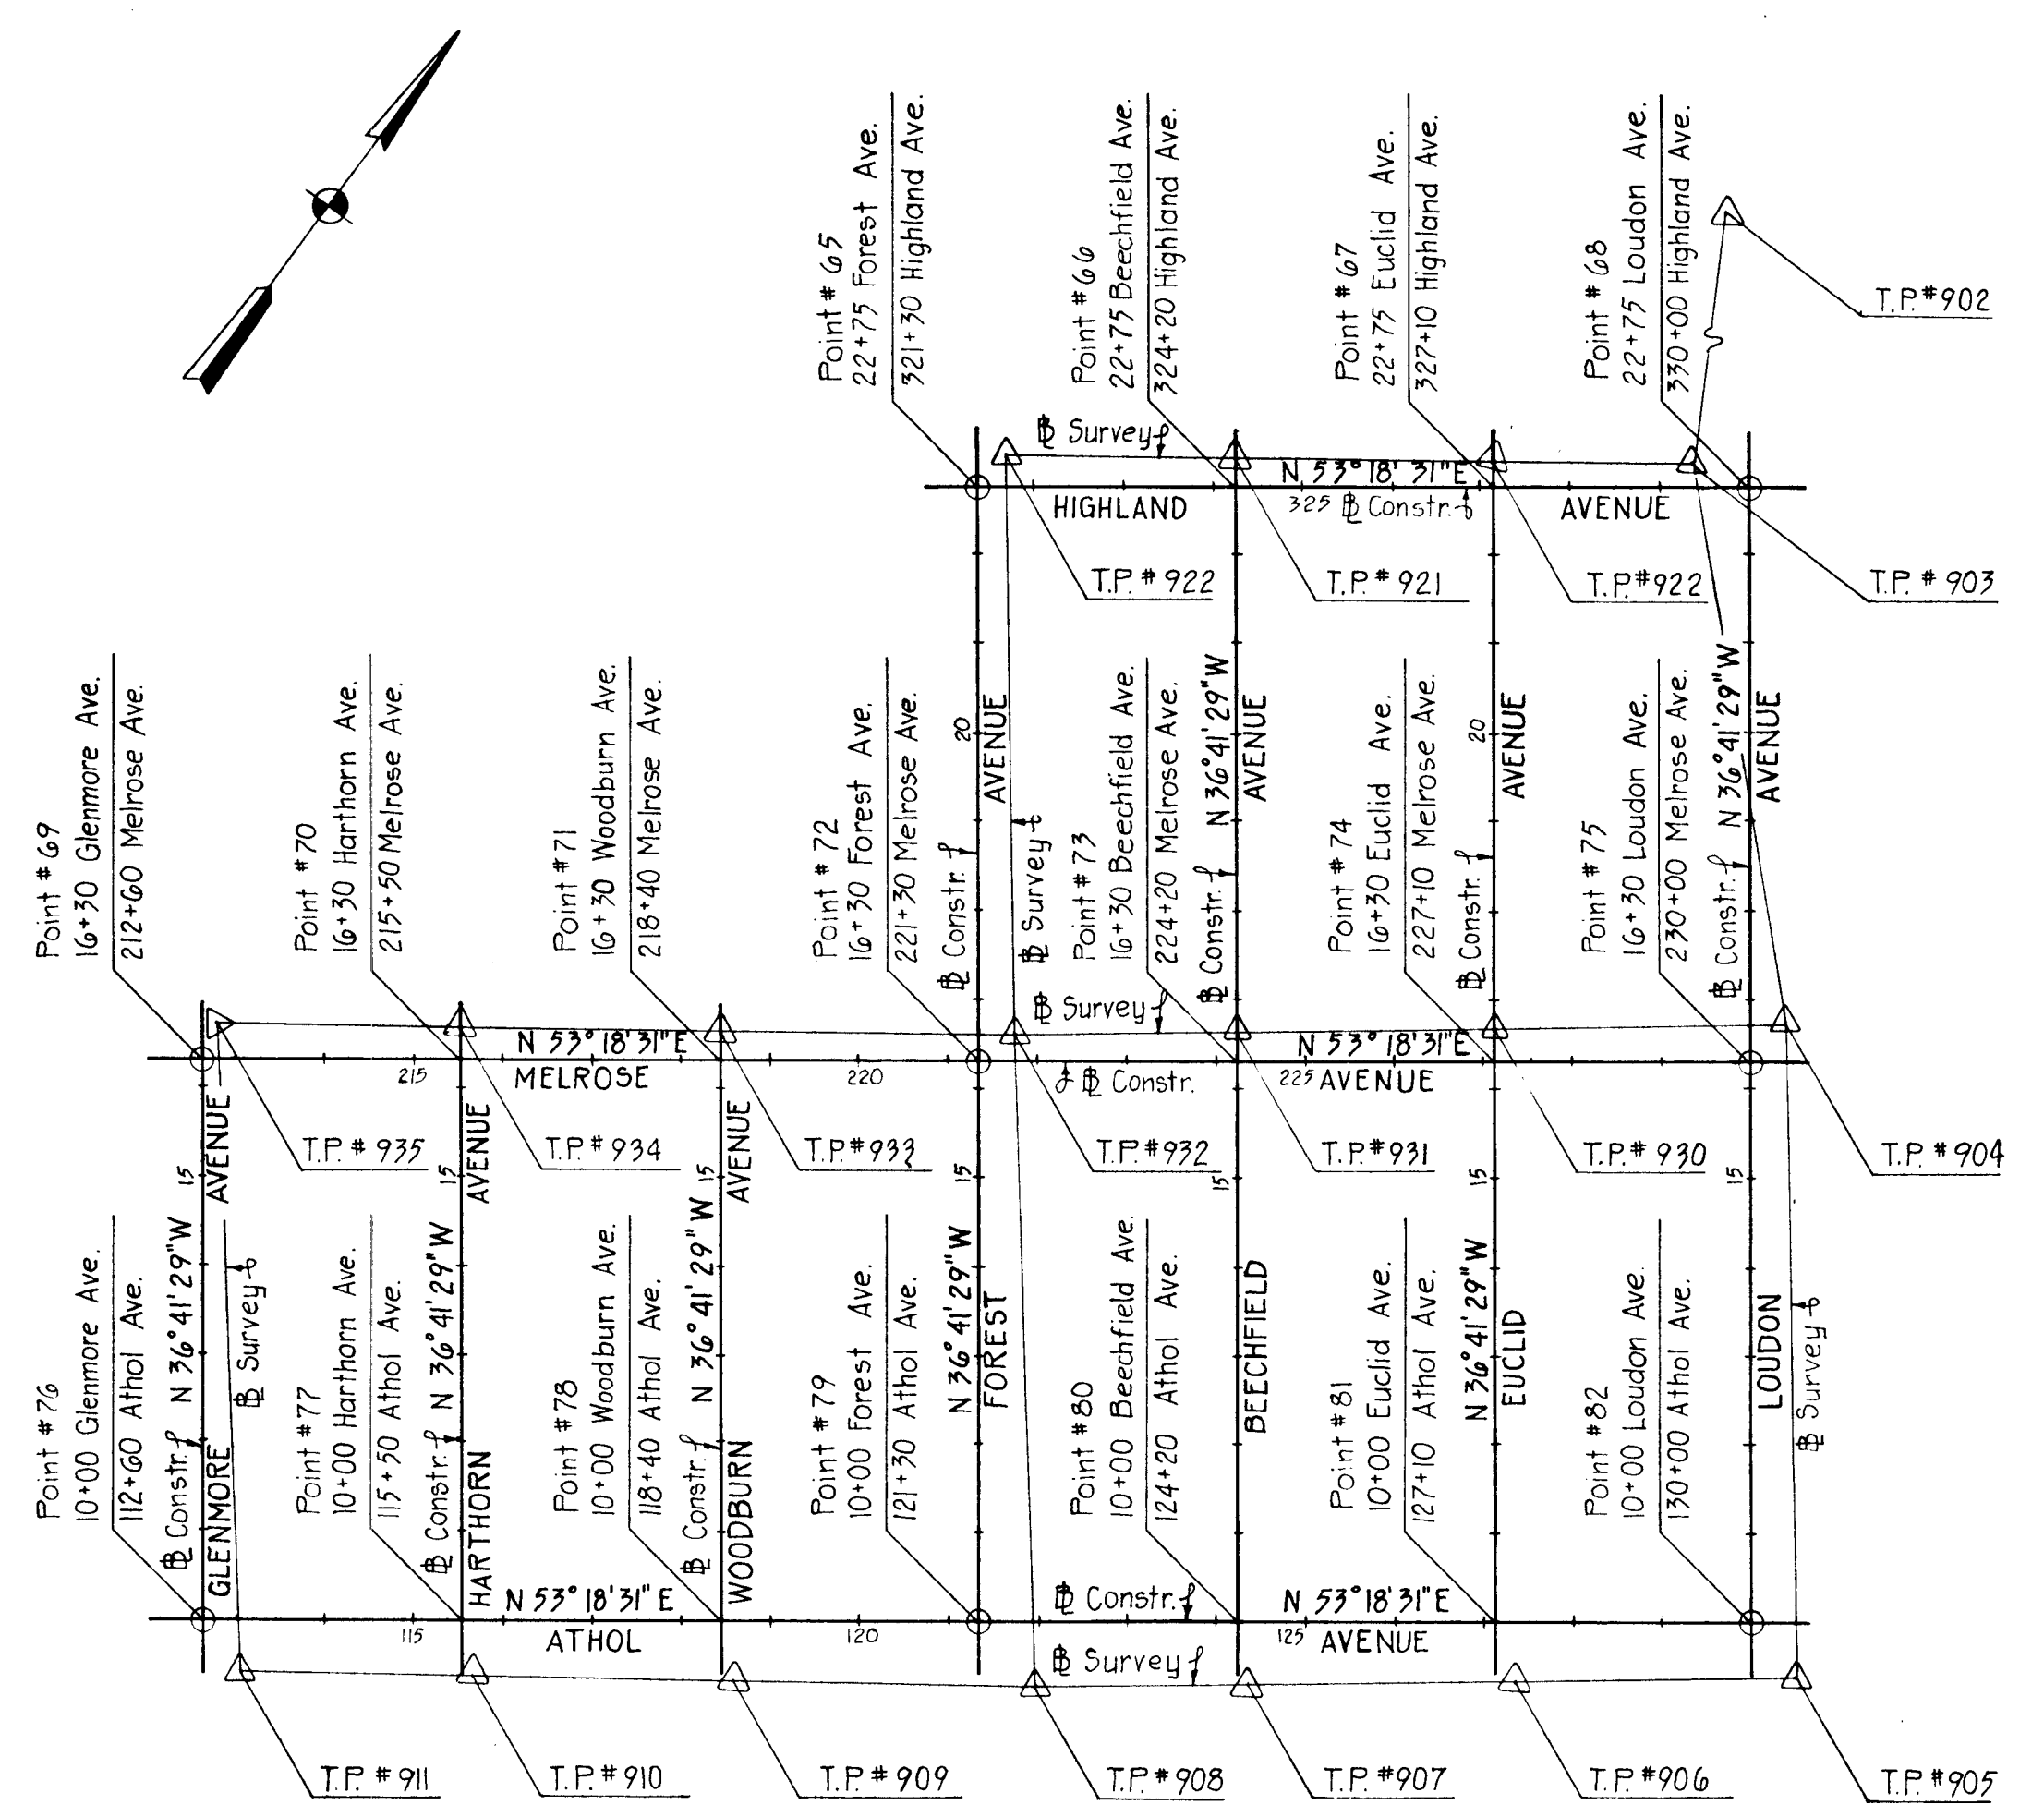 Point # 65
22+75 Forest Ave.
321+30 Highland Ave.
Point # 66
22+75 Beechfield Ave.
324+20 Highland Ave.
Point # 67
22+75 Euclid Ave.
327+10 Highland Ave.
Point # 68
22+75 Loudon Ave.
330+00 Highland Ave.
T.P.#902
B̶L Survey
N 53° 18' 31" E
HIGHLAND
325 B̶L Constr.
AVENUE
T.P. # 922
T.P. # 921
T.P. #922
T.P. # 903
Point # 69
16+30 Glenmore Ave.
212+60 Melrose Ave.
Point #70
16+30 Harthorn Ave.
215+50 Melrose Ave.
Point #71
16+30 Woodburn Ave.
218+40 Melrose Ave.
Point #72
16+30 Forest Ave.
221+30 Melrose Ave.
B̶L Constr.
20
AVENUE
B̶L Survey
Point #73
16+30 Beechfield Ave.
224+20 Melrose Ave.
B̶L Constr.
N 36° 41' 29" W
AVENUE
Point #74
16+30 Euclid Ave.
227+10 Melrose Ave.
B̶L Constr.
20
AVENUE
Point #75
16+30 Loudon Ave.
230+00 Melrose Ave.
B̶L Constr.
N 36° 41' 29" W
AVENUE
B̶L Survey
N 53° 18' 31" E
N 53° 18' 31" E
215
MELROSE
220
B̶L Constr.
225 AVENUE
T.P. # 935
T.P. # 934
T.P. #933
T.P. #932
T.P. #931
T.P. # 930
T.P. # 904
Point #76
10+00 Glenmore Ave.
112+60 Athol Ave.
B̶L Constr.
N 36° 41' 29" W
15
GLENMORE
AVENUE
B̶L Survey
Point #77
10+00 Harthorn Ave.
115+50 Athol Ave.
B̶L Constr.
N 36° 41' 29" W
15
HARTHORN
AVENUE
Point #78
10+00 Woodburn Ave.
118+40 Athol Ave.
B̶L Constr.
N 36° 41' 29" W
15
WOODBURN
AVENUE
Point #79
10+00 Forest Ave.
121+30 Athol Ave.
N 36° 41' 29" W
15
FOREST
Point #80
10+00 Beechfield Ave.
124+20 Athol Ave.
15
BEECHFIELD
Point #81
10+00 Euclid Ave.
127+10 Athol Ave.
N 36° 41' 29" W
15
EUCLID
Point #82
10+00 Loudon Ave.
130+00 Athol Ave.
15
LOUDON
B̶L Survey
N 53° 18' 31" E
B̶L Constr.
N 53° 18' 31" E
115
ATHOL
120
125 AVENUE
B̶L Survey
T.P. # 911
T.P. # 910
T.P. # 909
T.P. # 908
T.P. #907
T.P. #906
T.P. #905